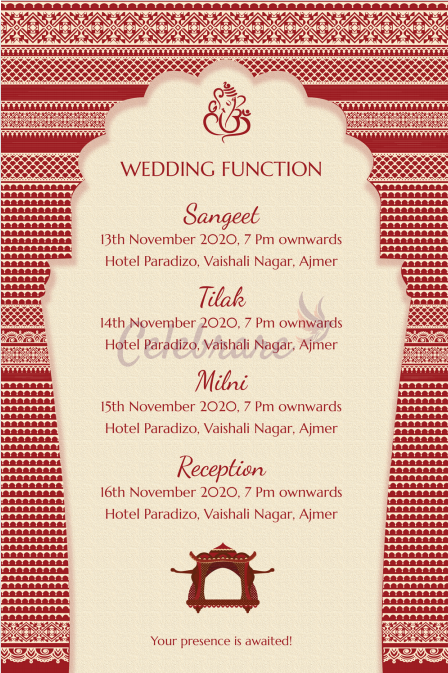 WEDDING FUNCTION
Sangeet
13th November 2020, 7 Pm ownwards
Hotel Paradizo, Vaishali Nagar, Ajmer
Tilak
14th November 2020, 7 Pm ownwards
Hotel Paradizo, Vaishali Nagar, Ajmer
Milni
15th November 2020, 7 Pm ownwards
Hotel Paradizo, Vaishali Nagar, Ajmer
Reception
16th November 2020, 7 Pm ownwards
Hotel Paradizo, Vaishali Nagar, Ajmer
Your presence is awaited!